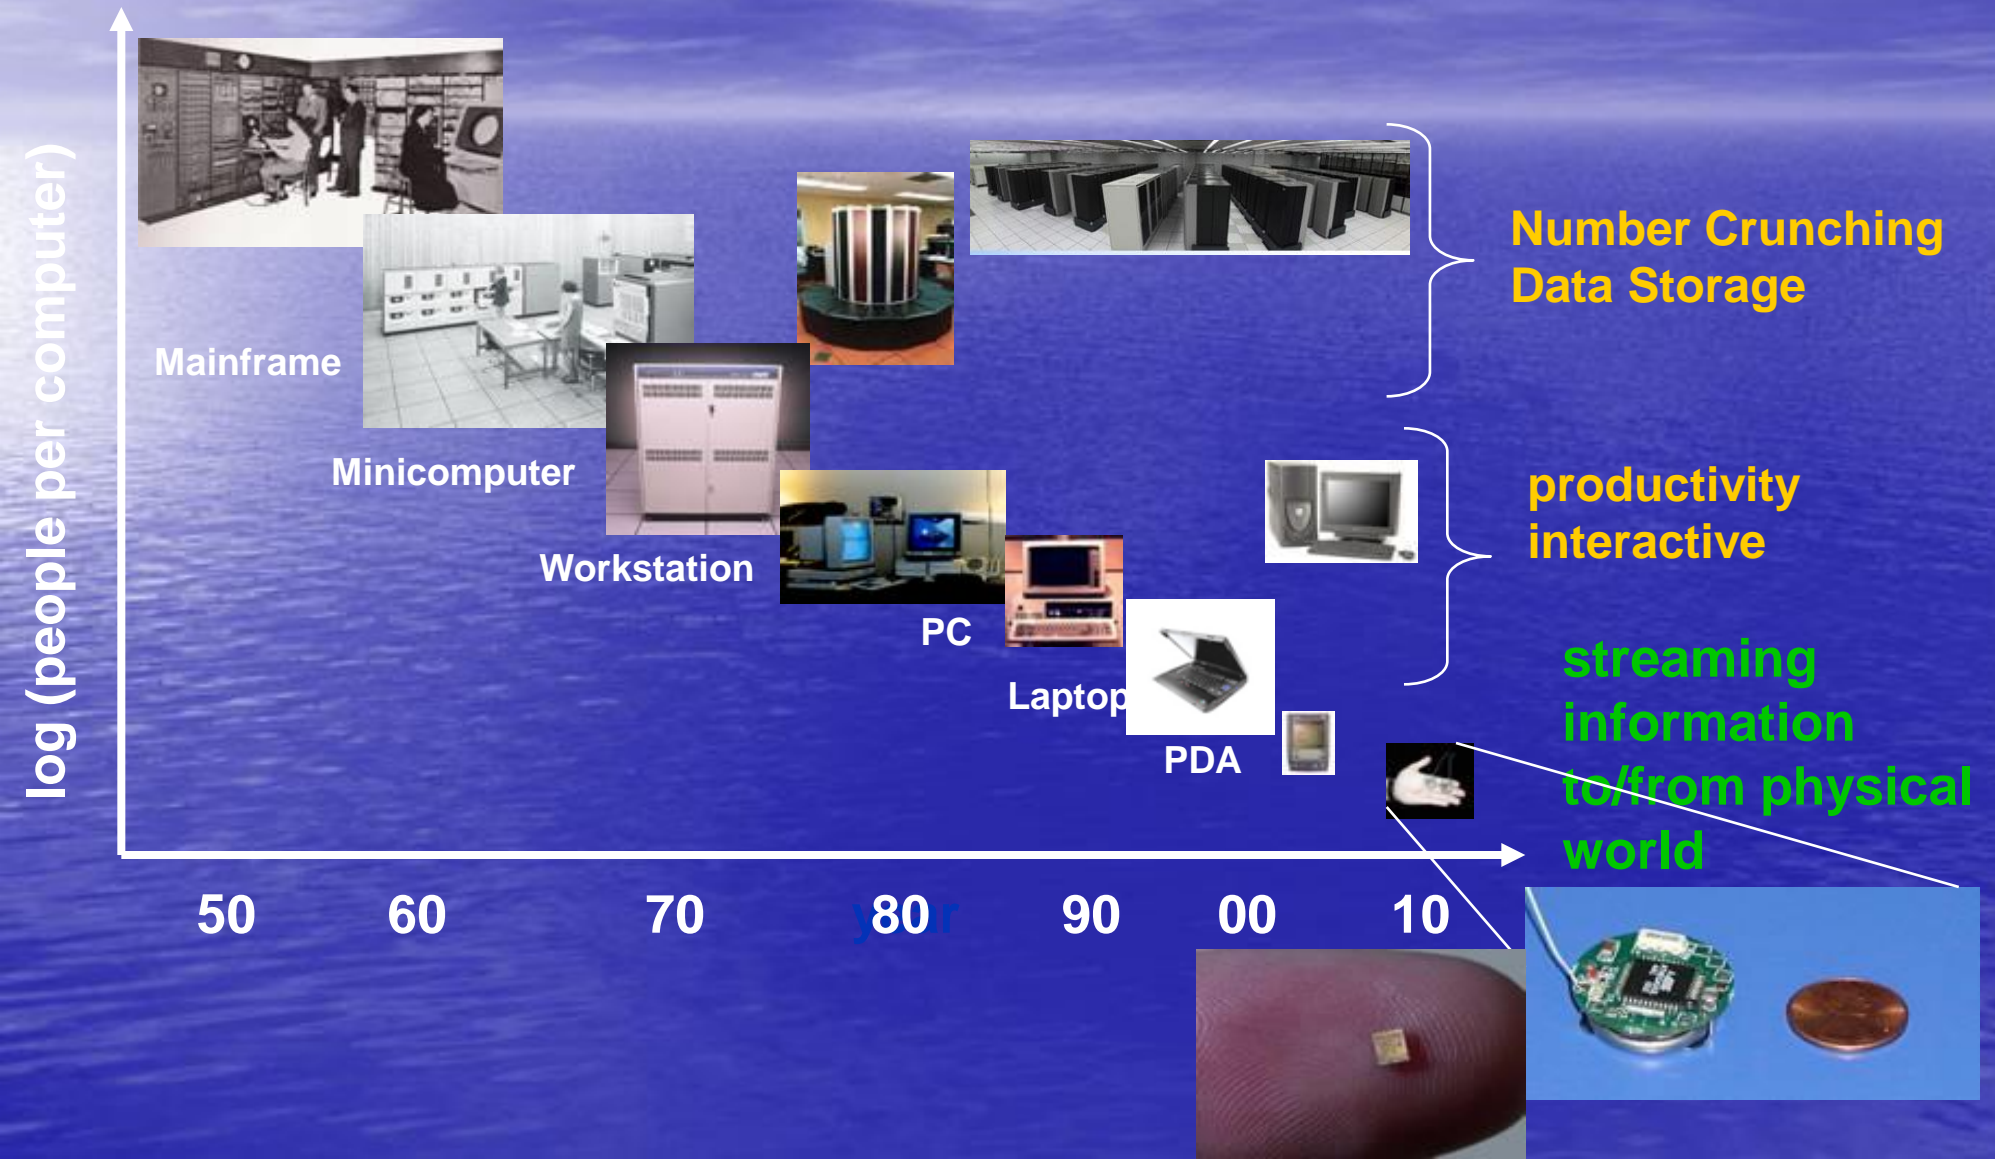 log (people per computer)
Mainframe
Minicomputer
Workstation
PC
Laptop
PDA
Number Crunching
Data Storage
productivity
interactive
streaming
information
to/from physical
world
year
50 60 70 80 90 00 10